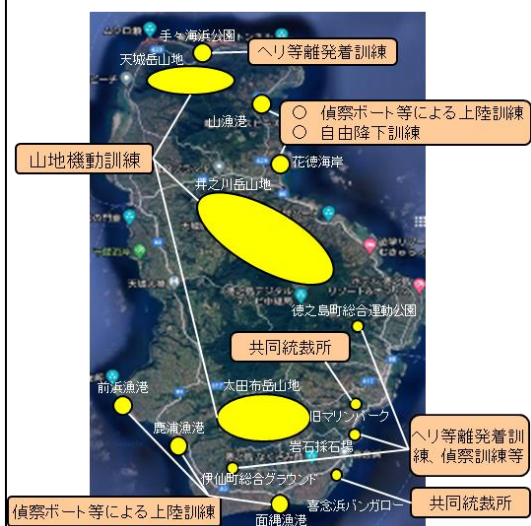 手々海浜公園
ヘリ等離発着訓練
天城岳山地
山漁港
○ 偵察ボート等による上陸訓練
○ 自由降下訓練
山地機動訓練
花徳海岸
井之川岳山地
徳之島町総合運動公園
共同統裁所
前浜漁港
犬田布岳山地
旧マリンパーク
鹿浦漁港
岩石採石場
ヘリ等離発着訓
練、偵察訓練等
伊仙町総合グラウンド
喜念浜バンガロー
共同統裁所
偵察ボート等による上陸訓練
面縄漁港